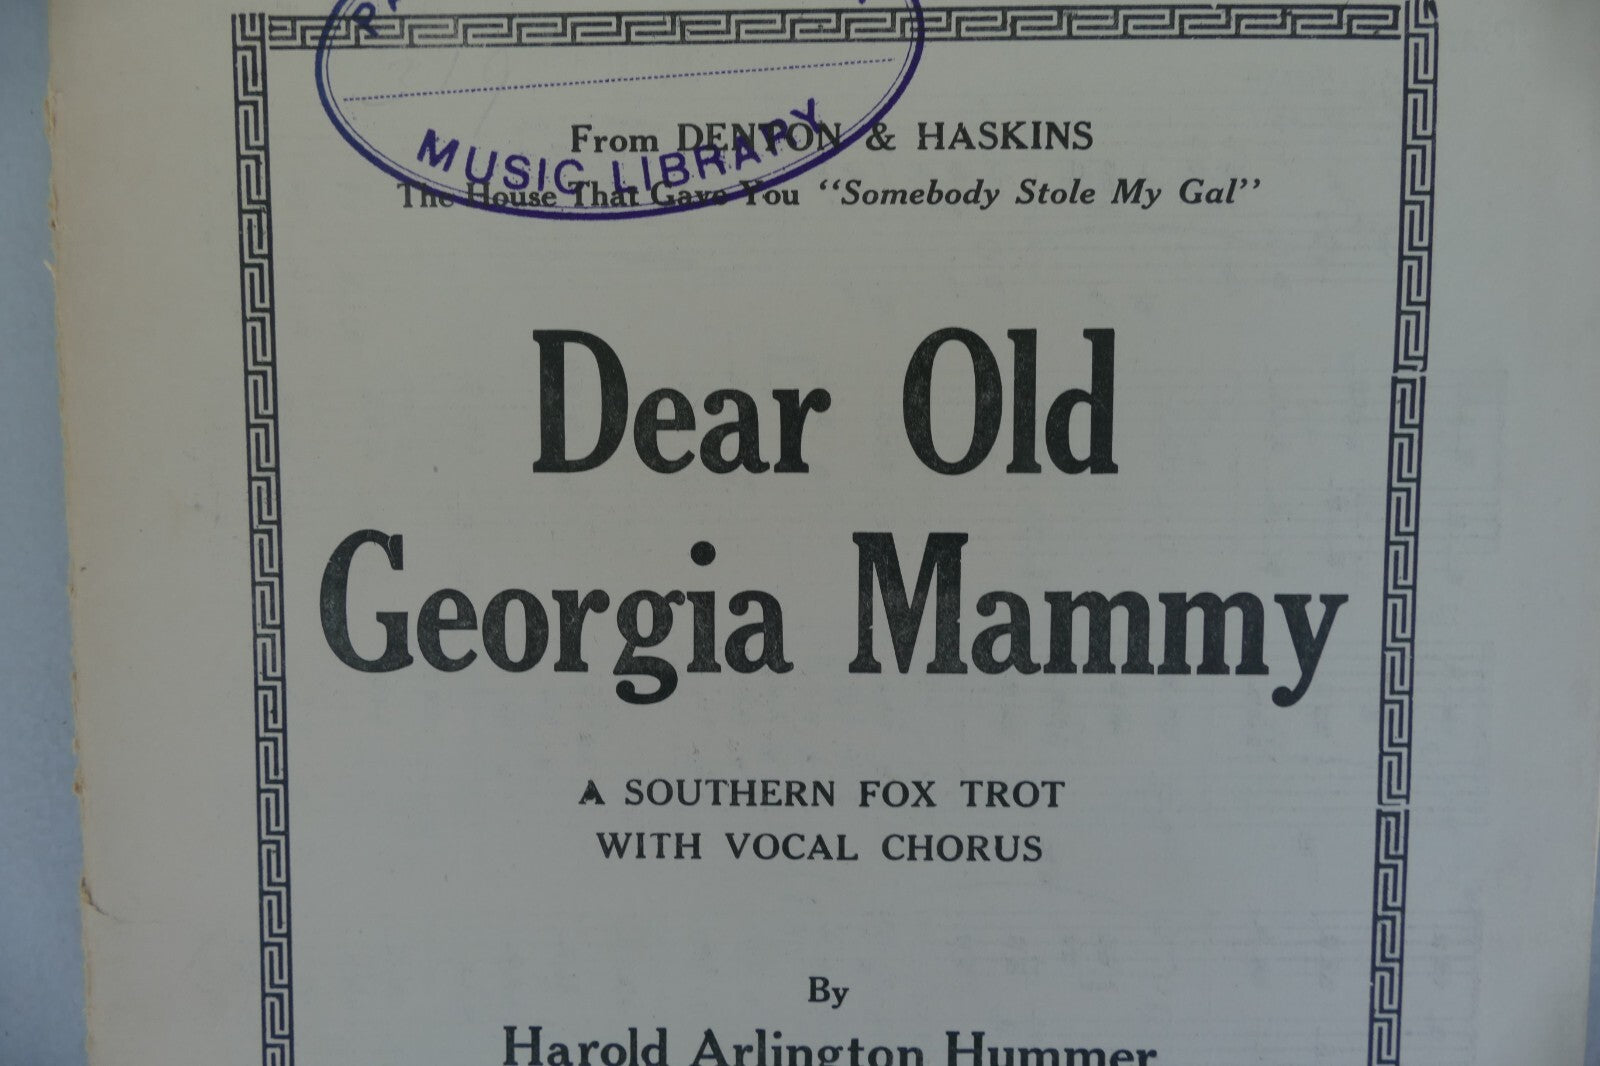 MUSIC LIBRARY
From DENTON & HASKINS
The House That Gave You “Somebody Stole My Gal”
Dear Old
Georgia Mammy
A SOUTHERN FOX TROT
WITH VOCAL CHORUS
By
Harold Arlington Hummer